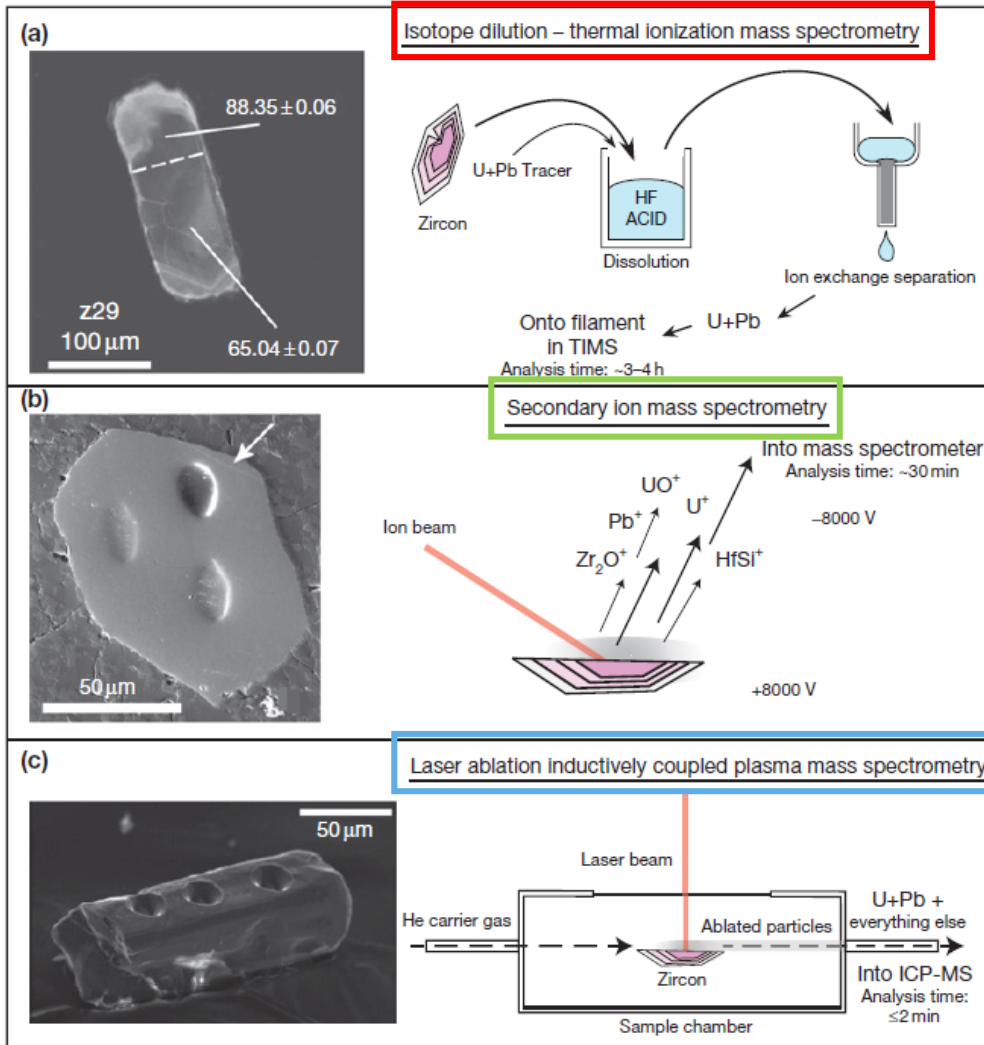 (a)
Isotope dilution – thermal ionization mass spectrometry
88.35±0.06
U+Pb Tracer
Zircon
HF
ACID
Dissolution
Ion exchange separation
z29
100 μm
65.04±0.07
U+Pb
Onto filament
in TIMS
Analysis time: ~3–4 h
(b)
Secondary ion mass spectrometry
Into mass spectrometer
Analysis time: ~30 min
UO⁺
U⁺
Pb⁺
–8000 V
Ion beam
Zr₂O⁺
HfSi⁺
50 μm
+8000 V
(c)
Laser ablation inductively coupled plasma mass spectrometry
50 μm
Laser beam
He carrier gas
Ablated particles
U+Pb +
everything else
Zircon
Into ICP-MS
Analysis time:
≤2 min
Sample chamber